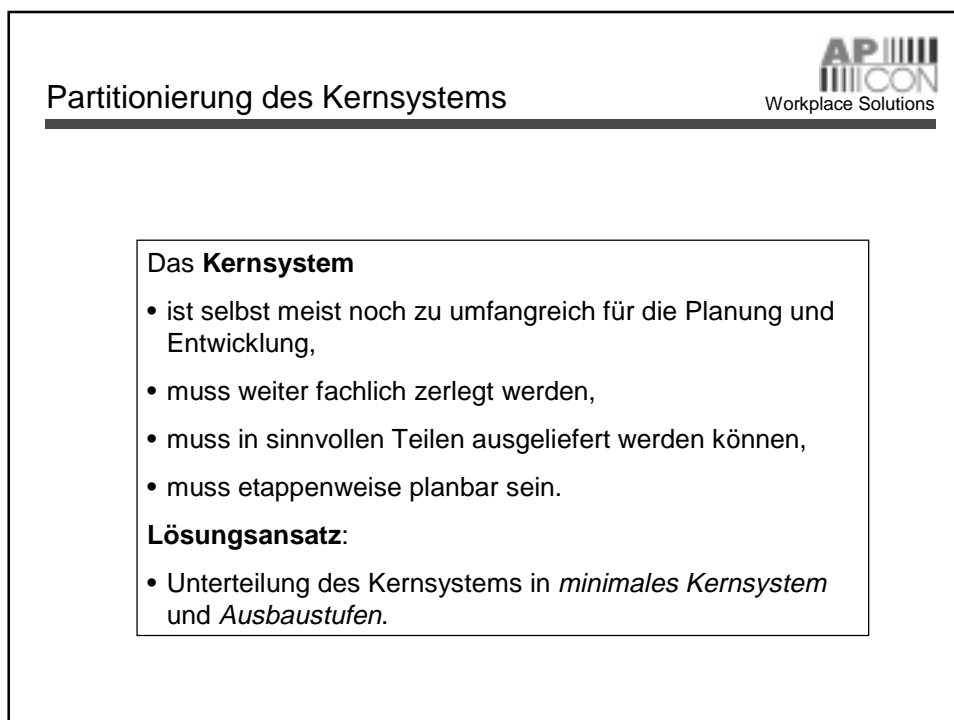 AP
CON
Partitionierung des Kernsystems
Workplace Solutions
Das Kernsystem
• ist selbst meist noch zu umfangreich für die Planung und
Entwicklung,
• muss weiter fachlich zerlegt werden,
• muss in sinnvollen Teilen ausgeliefert werden können,
• muss etappenweise planbar sein.
Lösungsansatz:
• Unterteilung des Kernsystems in minimales Kernsystem
und Ausbaustufen.